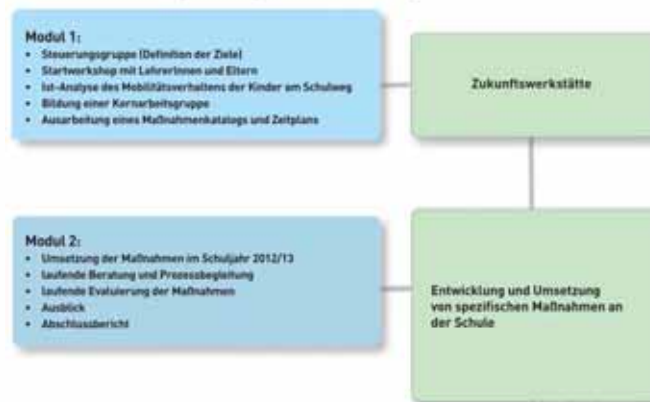 Modul 1:
• Steuerungsgruppe (Definition der Ziele)
• Startworkshop mit LehrerInnen und Eltern
• Ist-Analyse des Mobilitätsverhaltens der Kinder am Schulweg
• Bildung einer Kernarbeitsgruppe
• Ausarbeitung eines Maßnahmenkatalogs und Zeitplans
Zukunftswerkstätte
Modul 2:
• Umsetzung der Maßnahmen im Schuljahr 2012/13
• laufende Beratung und Prozessbegleitung
• laufende Evaluierung der Maßnahmen
• Ausblick
• Abschlussbericht
Entwicklung und Umsetzung
von spezifischen Maßnahmen an
der Schule